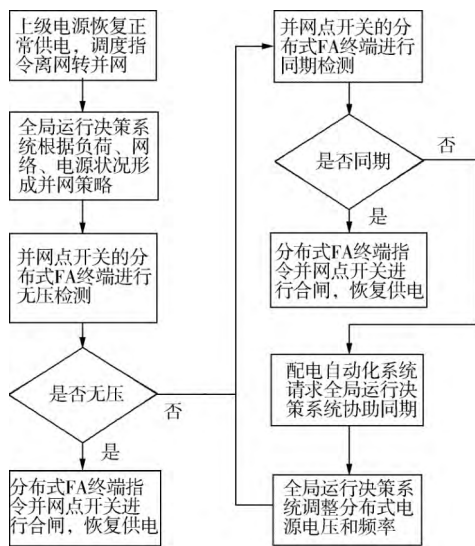 上级电源恢复正
常供电，调度指
令离网转并网
全局运行决策系
统根据负荷、网
络、电源状况形
成并网策略
并网点开关的分
布式FA终端进行
无压检测
是否无压
否
是
分布式FA终端指
令并网点开关进
行合闸，恢复供电
并网点开关的分
布式FA终端进行
同期检测
是否同期
否
是
分布式FA终端指
令并网点开关进
行合闸，恢复供电
配电自动化系统
请求全局运行决
策系统协助同期
全局运行决策系
统调整分布式电
源电压和频率